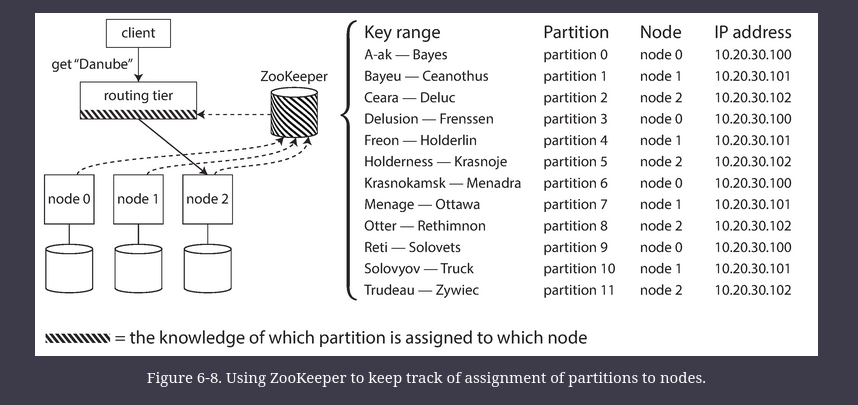 client
get “Danube”
routing tier
ZooKeeper
node 0 node 1 node 2
Key range Partition Node IP address
A-ak — Bayes partition 0 node 0 10.20.30.100
Bayeu — Ceanothus partition 1 node 1 10.20.30.101
Ceara — Deluc partition 2 node 2 10.20.30.102
Delusion — Frenssen partition 3 node 0 10.20.30.100
Freon — Holderlin partition 4 node 1 10.20.30.101
Holderness — Krasnoje partition 5 node 2 10.20.30.102
Krasnokamsk — Menadra partition 6 node 0 10.20.30.100
Menage — Ottawa partition 7 node 1 10.20.30.101
Otter — Rethimnon partition 8 node 2 10.20.30.102
Reti — Solovets partition 9 node 0 10.20.30.100
Solovyov — Truck partition 10 node 1 10.20.30.101
Trudeau — Zywiec partition 11 node 2 10.20.30.102
= the knowledge of which partition is assigned to which node
Figure 6-8. Using ZooKeeper to keep track of assignment of partitions to nodes.